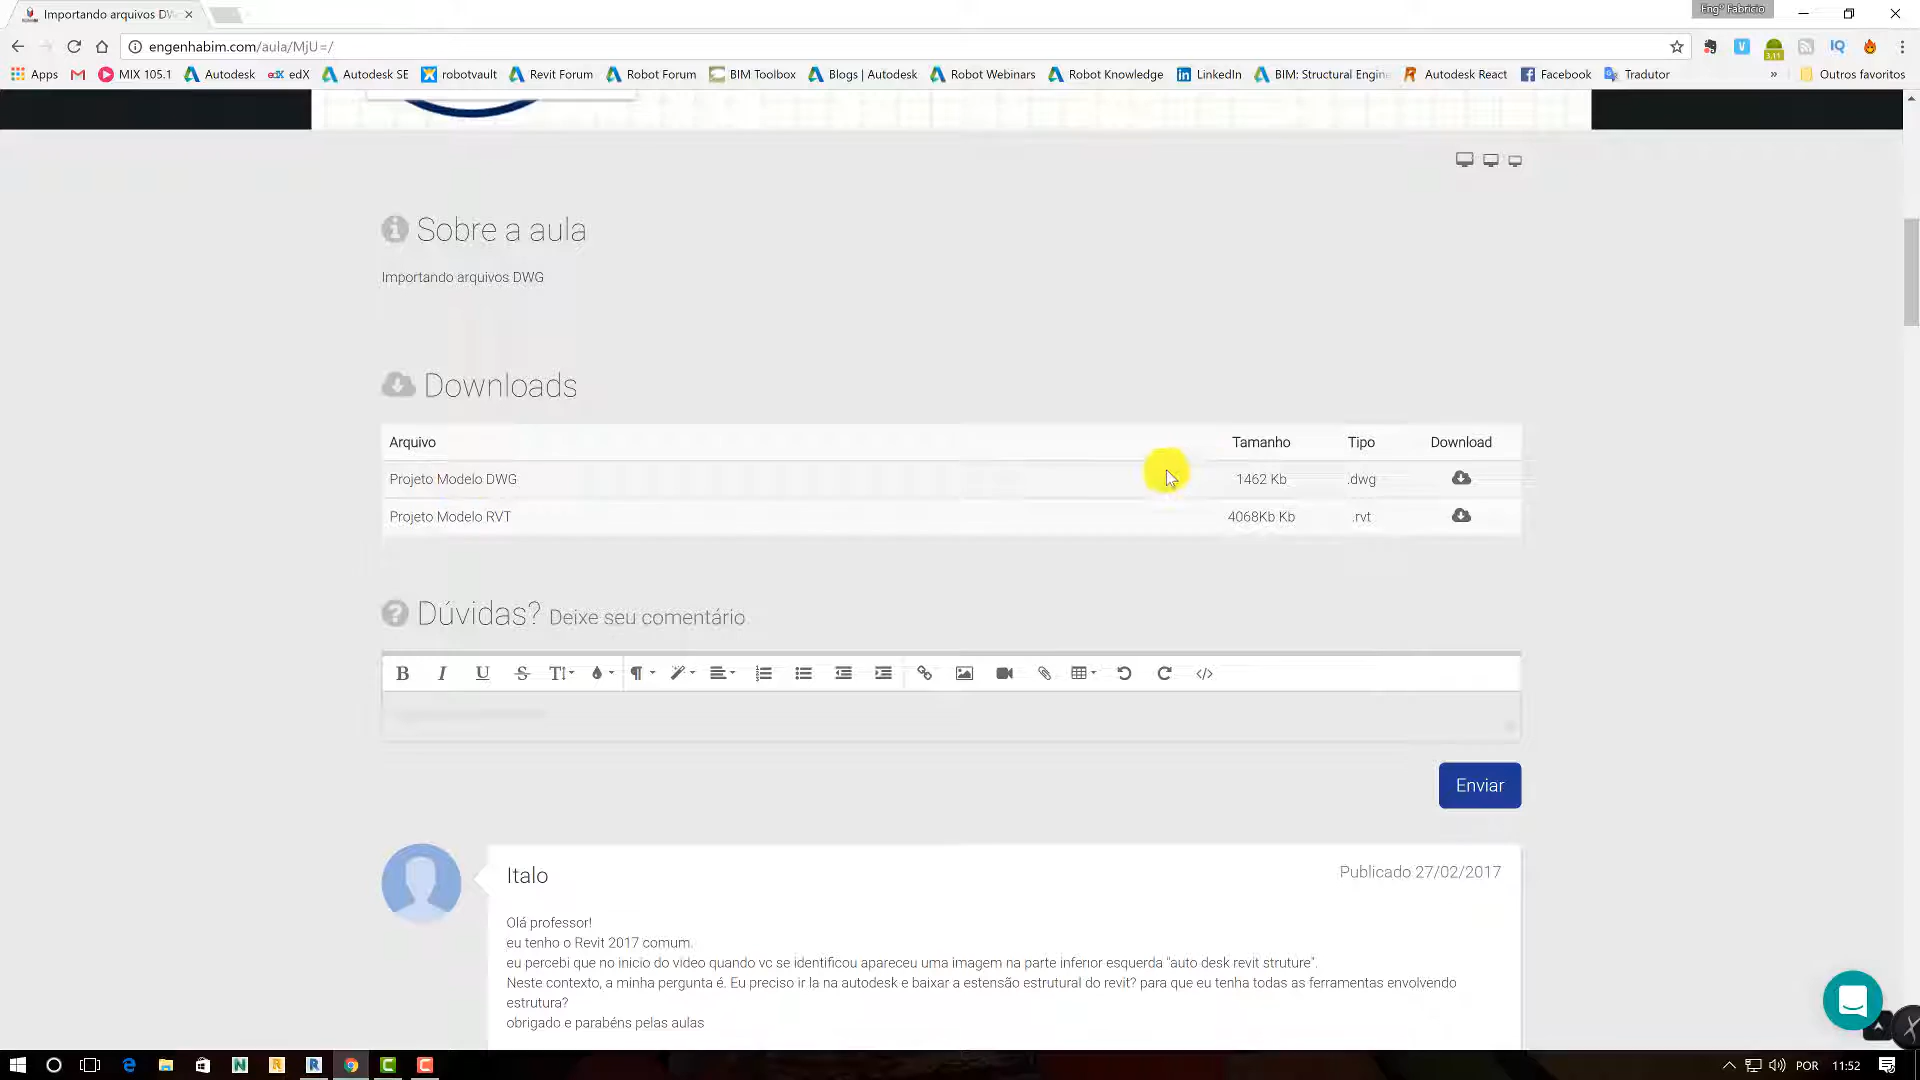 Importando arquivos DW
Engº Fabricio
engenhabim.com/aula/MjU=/
3.11
IQ
Apps
MIX 105.1
Autodesk
edX
Autodesk SE
robotvault
Revit Forum
Robot Forum
BIM Toolbox
Blogs | Autodesk
Robot Webinars
Robot Knowledge
LinkedIn
BIM: Structural Engine
Autodesk React
Facebook
Tradutor
»
Outros favoritos
Sobre a aula
Importando arquivos DWG
Downloads
Arquivo Tamanho Tipo Download
Projeto Modelo DWG 1462 Kb .dwg
Projeto Modelo RVT 4068Kb Kb .rvt
Dúvidas? Deixe seu comentário
Enviar
Italo
Publicado 27/02/2017
Olá professor!
eu tenho o Revit 2017 comum.
eu percebi que no inicio do video quando vc se identificou apareceu uma imagem na parte inferior esquerda "auto desk revit struture".
Neste contexto, a minha pergunta é. Eu preciso ir la na autodesk e baixar a estensão estrutural do revit? para que eu tenha todas as ferramentas envolvendo
estrutura?
obrigado e parabéns pelas aulas
POR
11:52